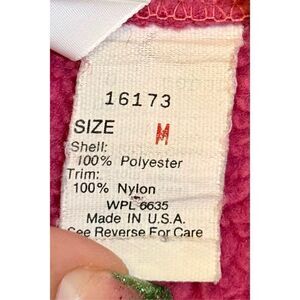 16173
SIZE M
Shell:
100% Polyester
Trim:
100% Nylon
WPL 6635
Made In U.S.A.
See Reverse For Care